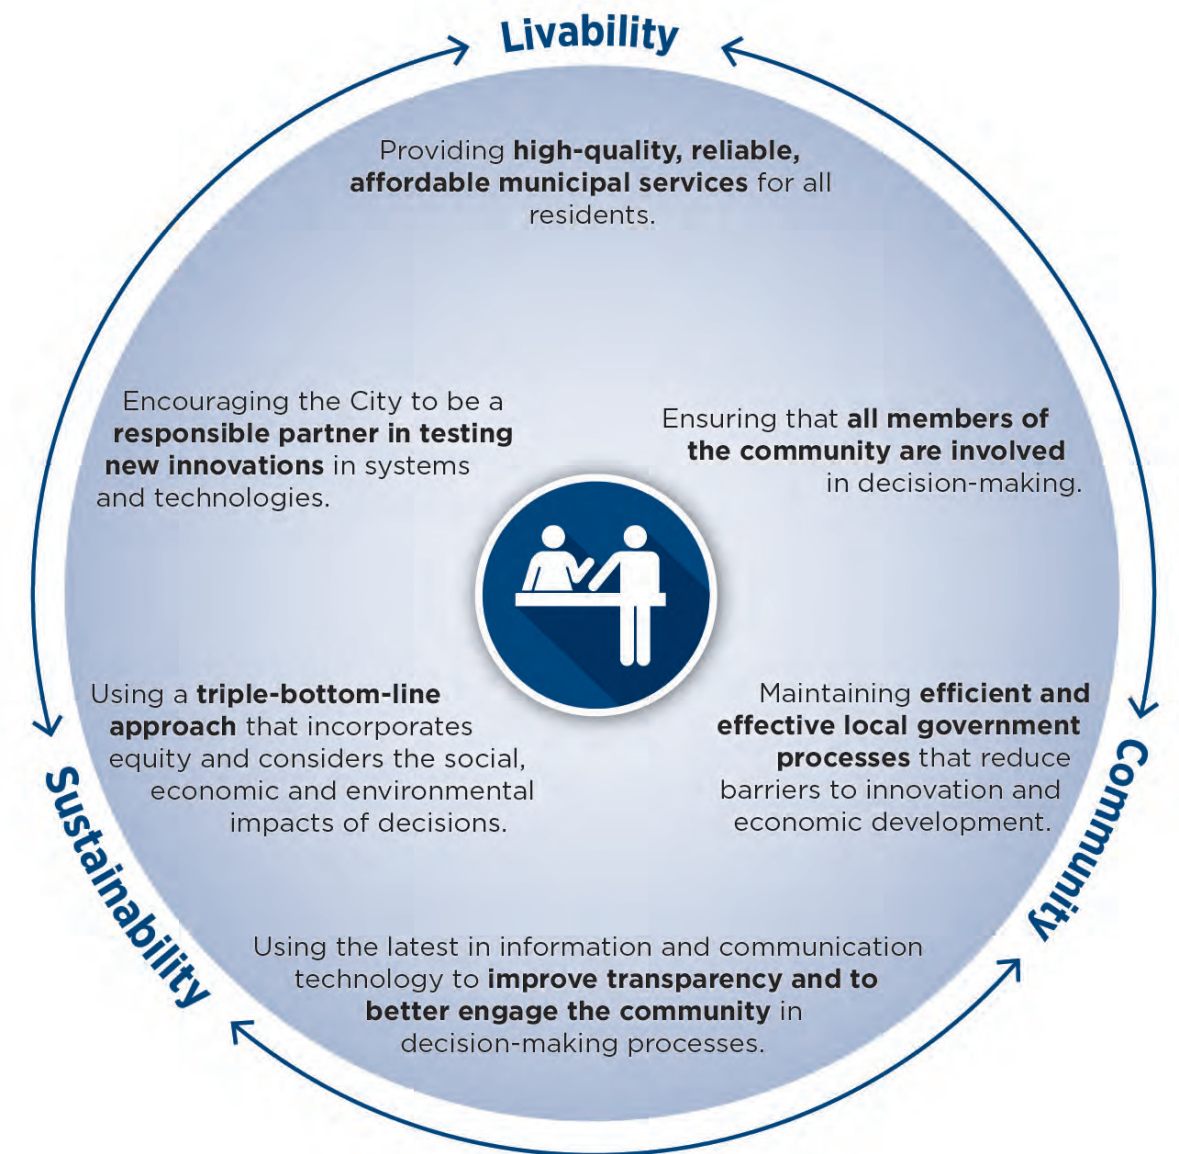 Livability
Providing high-quality, reliable,
affordable municipal services for all
residents.
Encouraging the City to be a
responsible partner in testing
new innovations in systems
and technologies.
Ensuring that all members of
the community are involved
in decision-making.
Using a triple-bottom-line
approach that incorporates
equity and considers the social,
economic and environmental
impacts of decisions.
Maintaining efficient and
effective local government
processes that reduce
barriers to innovation and
economic development.
Sustainability
Community
Using the latest in information and communication
technology to improve transparency and to
better engage the community in
decision-making processes.